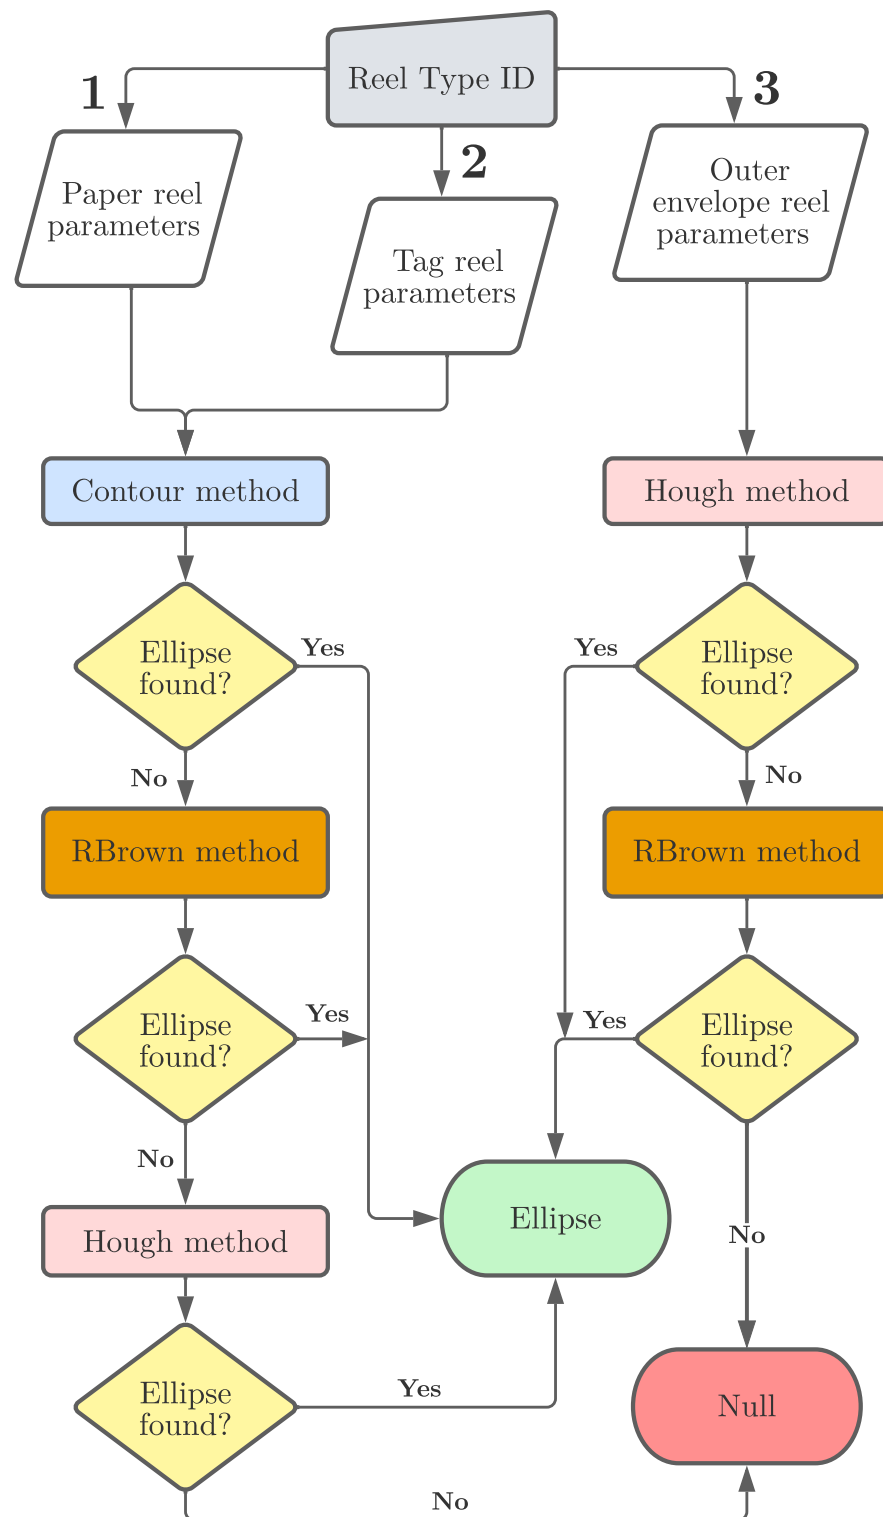 Reel Type ID
1
2
3
Paper reel
parameters
Tag reel
parameters
Outer
envelope reel
parameters
Contour method
Hough method
Ellipse
found?
Yes
No
Ellipse
found?
Yes
No
RBrown method
RBrown method
Ellipse
found?
Yes
No
Ellipse
found?
Yes
No
Hough method
Ellipse
Ellipse
found?
Yes
No
Null